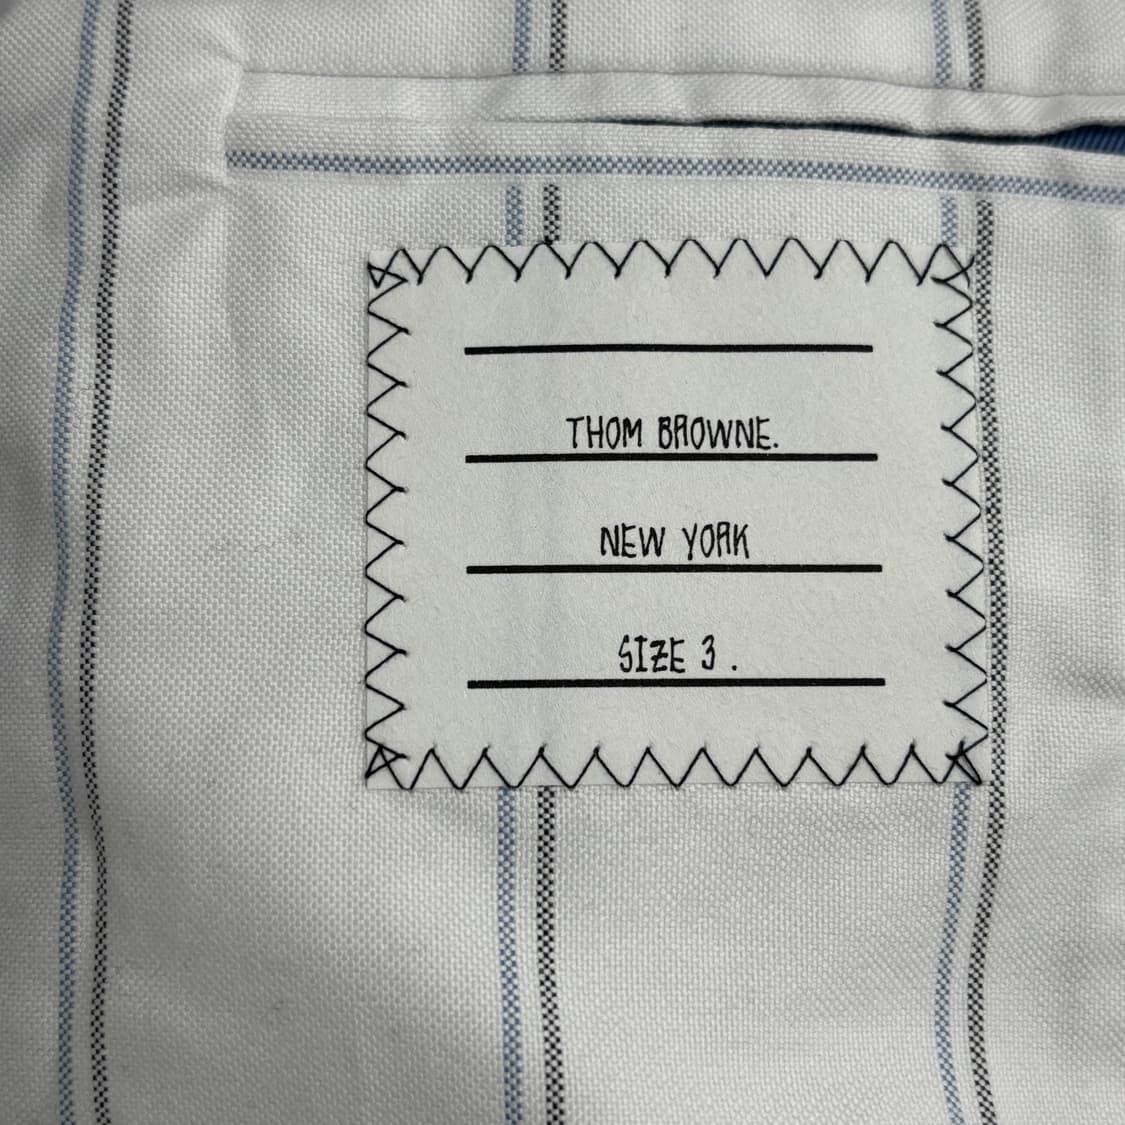 THOM BROWNE.
NEW YORK
SIZE 3 .